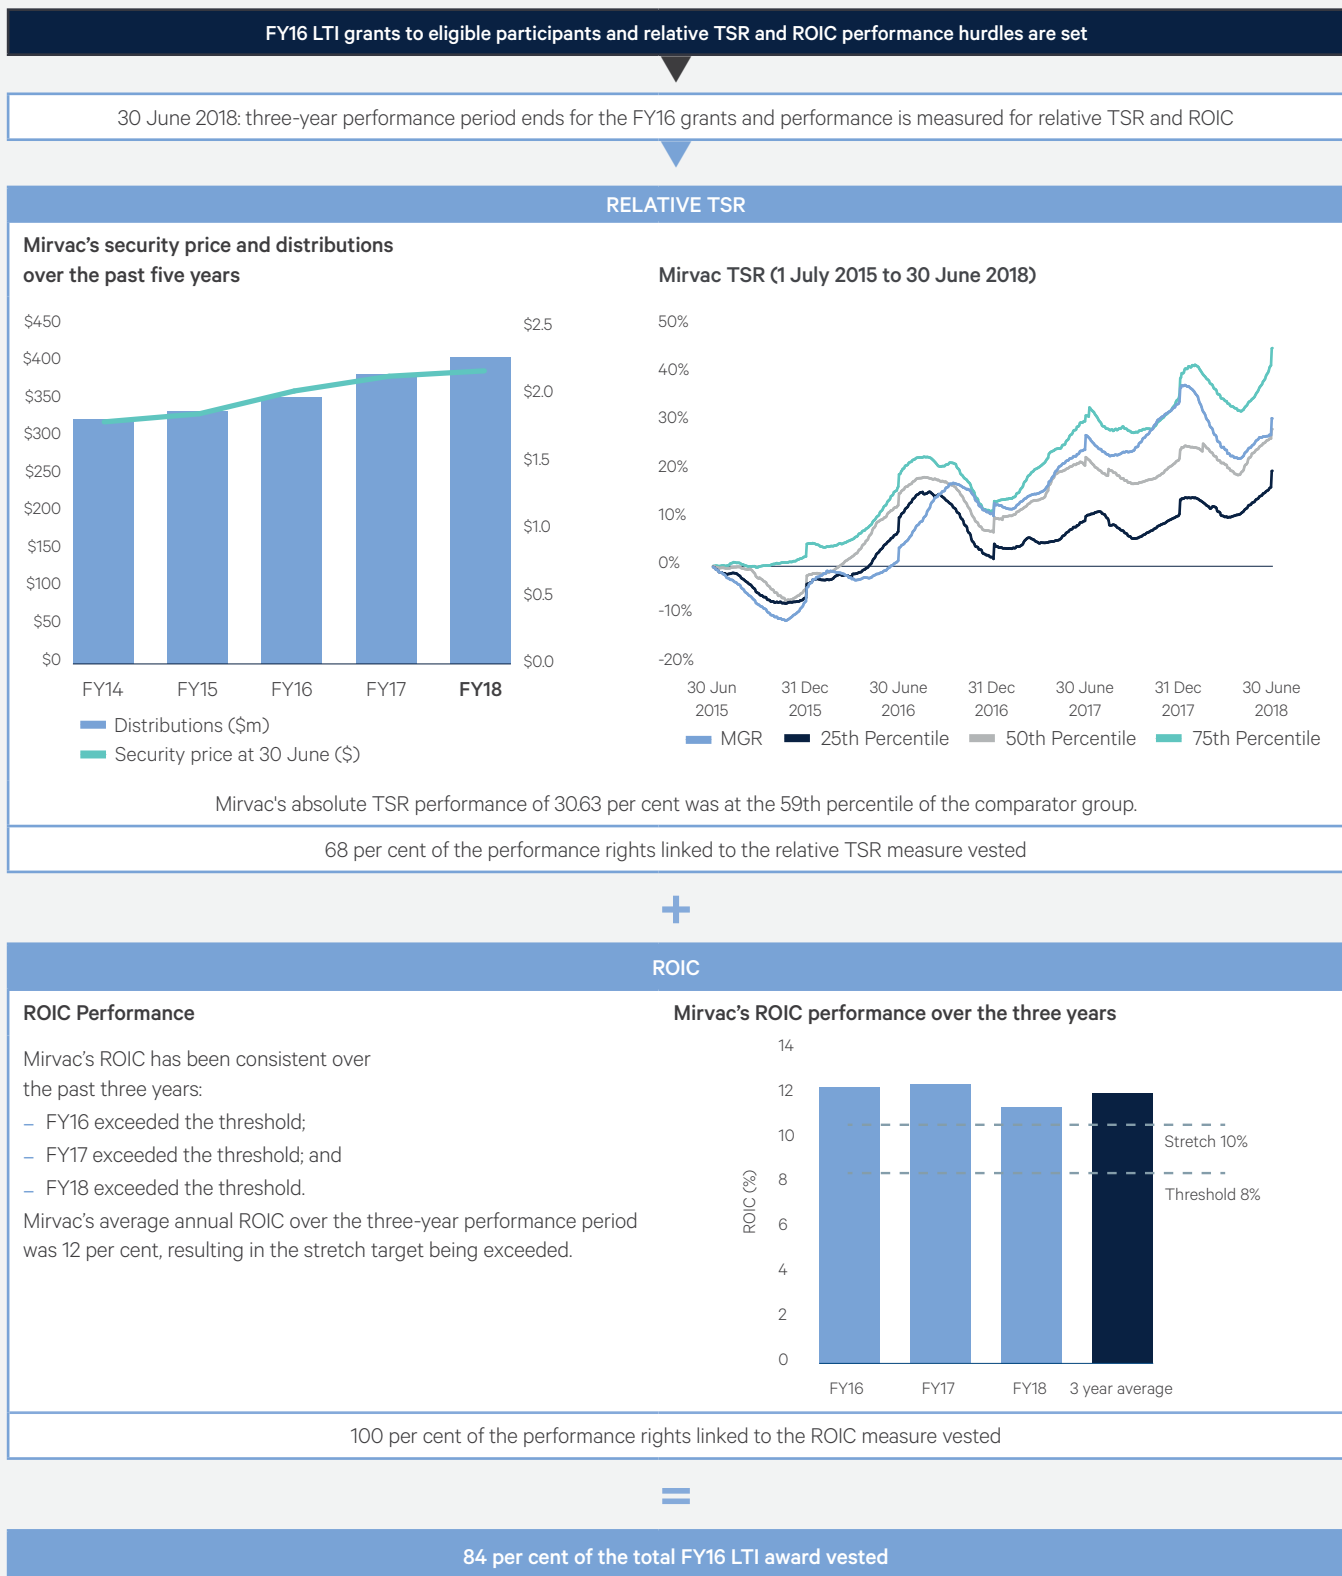 FY16 LTI grants to eligible participants and relative TSR and ROIC performance hurdles are set
30 June 2018: three-year performance period ends for the FY16 grants and performance is measured for relative TSR and ROIC
RELATIVE TSR
Mirvac’s security price and distributions
over the past five years
$450
$400
$350
$300
$250
$200
$150
$100
$50
$0
$2.5
$2.0
$1.5
$1.0
$0.5
$0.0
FY14 FY15 FY16 FY17 FY18
Distributions ($m)
Security price at 30 June ($)
Mirvac TSR (1 July 2015 to 30 June 2018)
50%
40%
30%
20%
10%
0%
-10%
-20%
30 Jun 31 Dec 30 June 31 Dec 30 June 31 Dec 30 June
2015 2015 2016 2016 2017 2017 2018
MGR 25th Percentile 50th Percentile 75th Percentile
Mirvac's absolute TSR performance of 30.63 per cent was at the 59th percentile of the comparator group.
68 per cent of the performance rights linked to the relative TSR measure vested
+
ROIC
ROIC Performance
Mirvac’s ROIC has been consistent over
the past three years:
– FY16 exceeded the threshold;
– FY17 exceeded the threshold; and
– FY18 exceeded the threshold.
Mirvac’s average annual ROIC over the three-year performance period
was 12 per cent, resulting in the stretch target being exceeded.
Mirvac’s ROIC performance over the three years
ROIC (%)
14
12
10
8
6
4
2
0
Stretch 10%
Threshold 8%
FY16 FY17 FY18 3 year average
100 per cent of the performance rights linked to the ROIC measure vested
=
84 per cent of the total FY16 LTI award vested